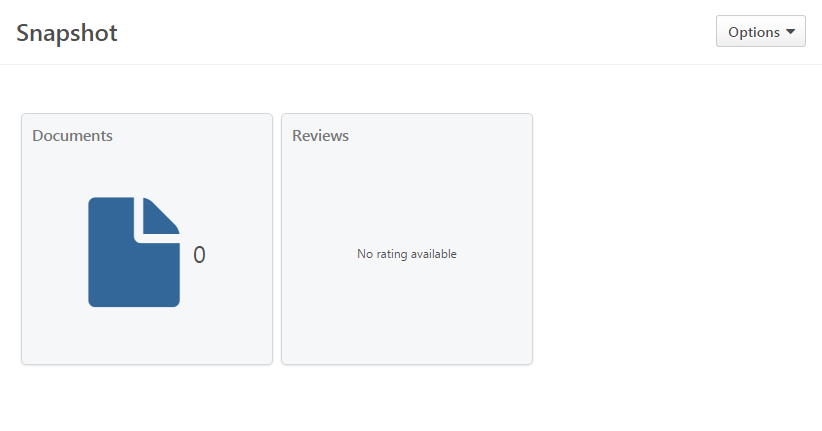 Snapshot
Options
Documents
0
Reviews
No rating available